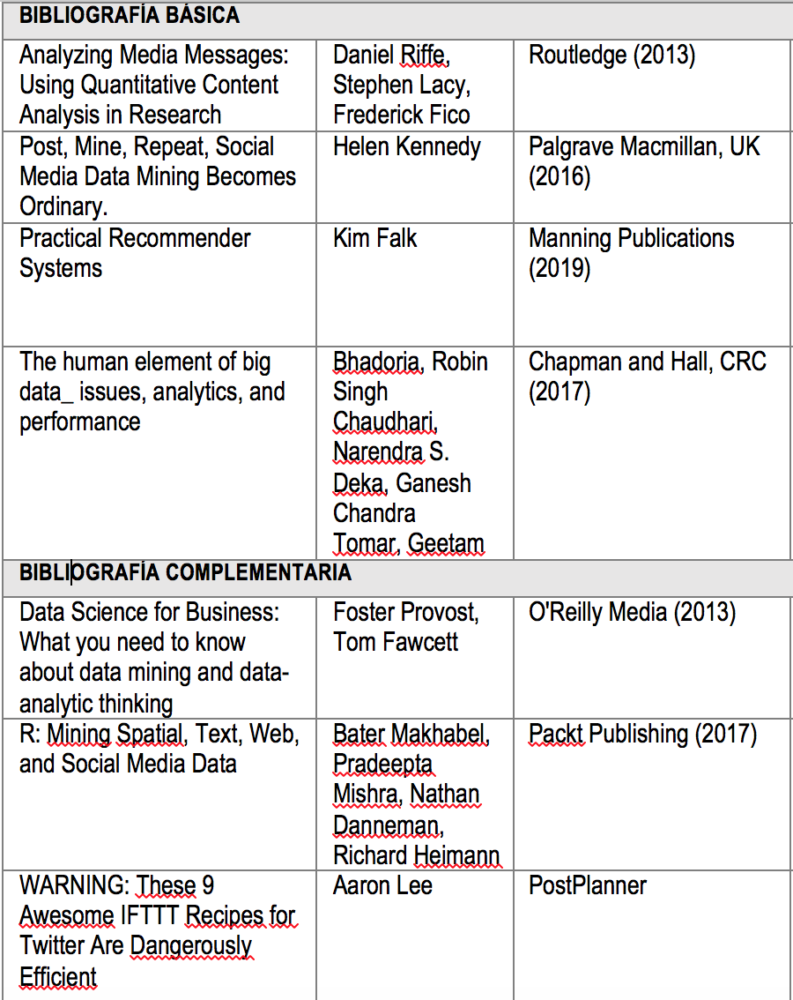 BIBLIOGRAFÍA BÁSICA
Analyzing Media Messages:
Using Quantitative Content
Analysis in Research
Daniel Riffe,
Stephen Lacy,
Frederick Fico
Routledge (2013)
Post, Mine, Repeat, Social
Media Data Mining Becomes
Ordinary.
Helen Kennedy
Palgrave Macmillan, UK
(2016)
Practical Recommender
Systems
Kim Falk
Manning Publications
(2019)
The human element of big
data_ issues, analytics, and
performance
Bhadoria, Robin
Singh
Chaudhari,
Narendra S.
Deka, Ganesh
Chandra
Tomar, Geetam
Chapman and Hall, CRC
(2017)
BIBLIOGRAFÍA COMPLEMENTARIA
Data Science for Business:
What you need to know
about data mining and data-
analytic thinking
Foster Provost,
Tom Fawcett
O'Reilly Media (2013)
R: Mining Spatial, Text, Web,
and Social Media Data
Bater Makhabel,
Pradeepta
Mishra, Nathan
Danneman,
Richard Heimann
Packt Publishing (2017)
WARNING: These 9
Awesome IFTTT Recipes for
Twitter Are Dangerously
Efficient
Aaron Lee
PostPlanner